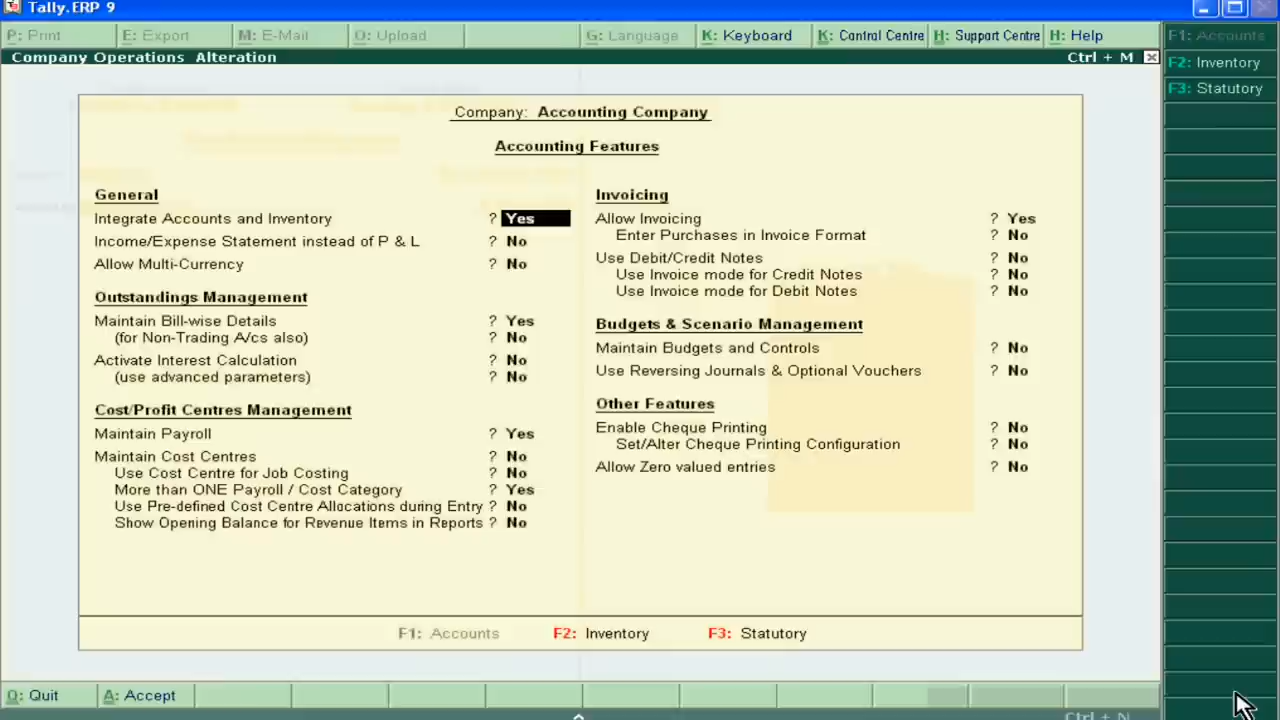 Tally.ERP 9
P: Print E: Export M: E-Mail O: Upload G: Language K: Keyboard K: Control Centre H: Support Centre H: Help
F1: Accounts
Company Operations Alteration Ctrl + M
F2: Inventory
F3: Statutory
Company: Accounting Company
Accounting Features
General
Integrate Accounts and Inventory ? Yes
Income/Expense Statement instead of P & L ? No
Allow Multi-Currency ? No
Outstandings Management
Maintain Bill-wise Details ? Yes
(for Non-Trading A/cs also) ? No
Activate Interest Calculation ? No
(use advanced parameters) ? No
Cost/Profit Centres Management
Maintain Payroll ? Yes
Maintain Cost Centres ? No
Use Cost Centre for Job Costing ? No
More than ONE Payroll / Cost Category ? Yes
Use Pre-defined Cost Centre Allocations during Entry ? No
Show Opening Balance for Revenue Items in Reports ? No
Invoicing
Allow Invoicing ? Yes
Enter Purchases in Invoice Format ? No
Use Debit/Credit Notes ? No
Use Invoice mode for Credit Notes ? No
Use Invoice mode for Debit Notes ? No
Budgets & Scenario Management
Maintain Budgets and Controls ? No
Use Reversing Journals & Optional Vouchers ? No
Other Features
Enable Cheque Printing ? No
Set/Alter Cheque Printing Configuration ? No
Allow Zero valued entries ? No
F1: Accounts F2: Inventory F3: Statutory
Q: Quit A: Accept
Ctrl + N